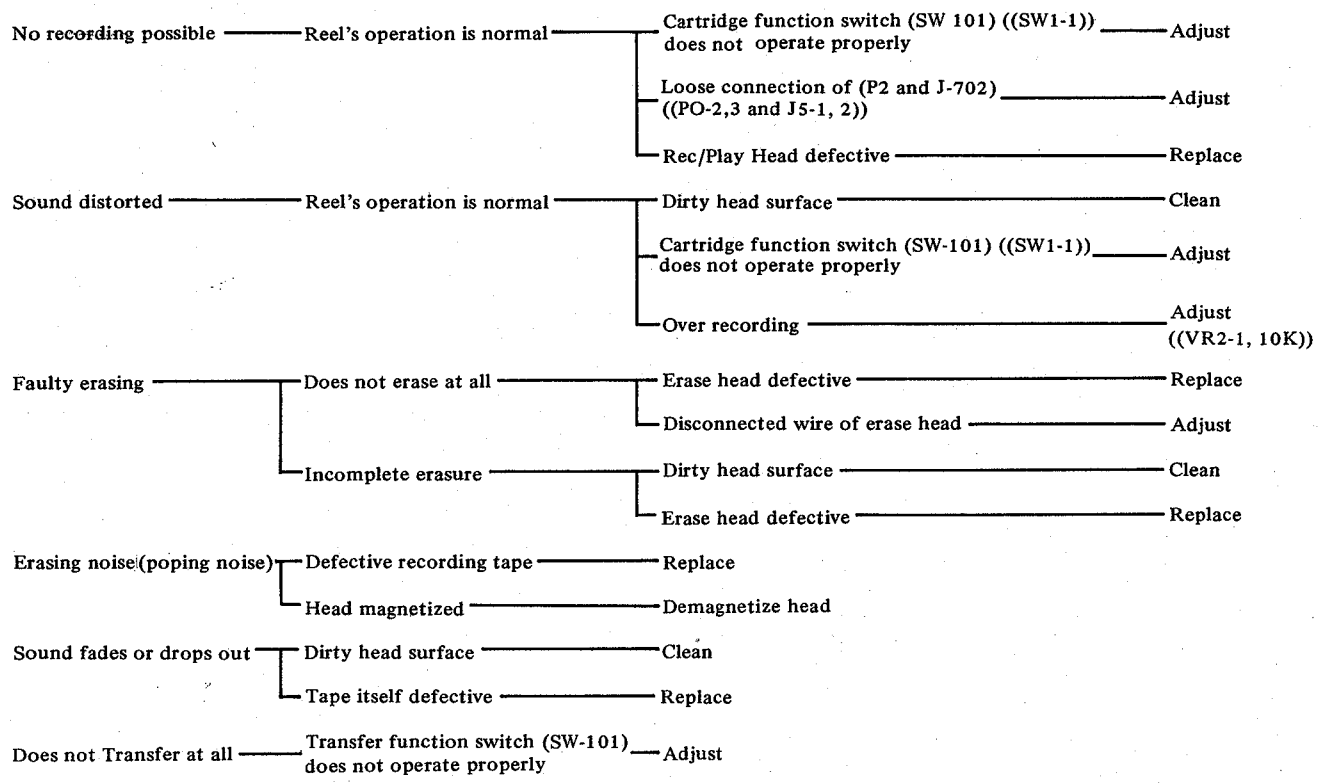 No recording possible Reel's operation is normal Cartridge function switch (SW 101) ((SW1-1)) does not operate properly Adjust
Loose connection of (P2 and J-702) ((PO-2,3 and J5-1, 2)) Adjust
Rec/Play Head defective Replace
Sound distorted Reel's operation is normal Dirty head surface Clean
Cartridge function switch (SW-101) ((SW1-1)) does not operate properly Adjust
Over recording Adjust ((VR2-1, 10K))
Faulty erasing Does not erase at all Erase head defective Replace
Disconnected wire of erase head Adjust
Incomplete erasure Dirty head surface Clean
Erase head defective Replace
Erasing noise (poping noise) Defective recording tape Replace
Head magnetized Demagnetize head
Sound fades or drops out Dirty head surface Clean
Tape itself defective Replace
Does not Transfer at all Transfer function switch (SW-101) does not operate properly Adjust